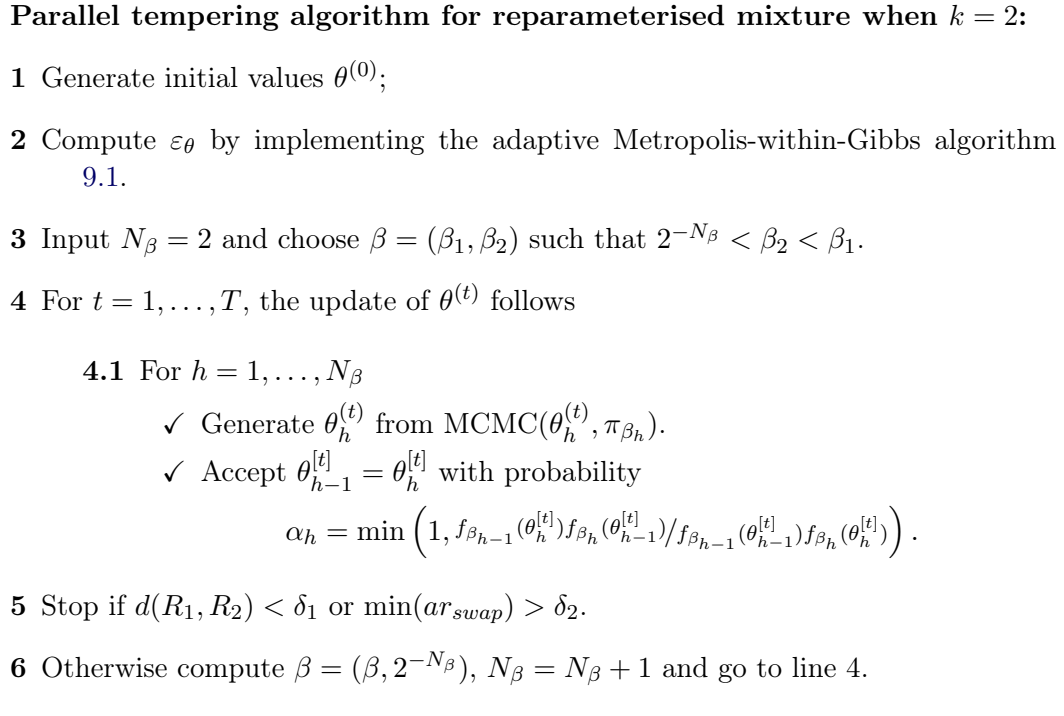 Parallel tempering algorithm for reparameterised mixture when k = 2:
1 Generate initial values θ^{(0)};
2 Compute ε_θ by implementing the adaptive Metropolis-within-Gibbs algorithm
9.1.
3 Input N_β = 2 and choose β = (β_1, β_2) such that 2^{−N_β} < β_2 < β_1.
4 For t = 1, . . . , T, the update of θ^{(t)} follows
4.1 For h = 1, . . . , N_β
✓ Generate θ_h^{(t)} from MCMC(θ_h^{(t)}, π_{β_h}).
✓ Accept θ_{h−1}^{[t]} = θ_h^{[t]} with probability
α_h = min (1, f_{β_{h−1}}(θ_h^{[t]}) f_{β_h}(θ_{h−1}^{[t]})/f_{β_{h−1}}(θ_{h−1}^{[t]}) f_{β_h}(θ_h^{[t]})) .
5 Stop if d(R_1, R_2) < δ_1 or min(ar_{swap}) > δ_2.
6 Otherwise compute β = (β, 2^{−N_β}), N_β = N_β + 1 and go to line 4.